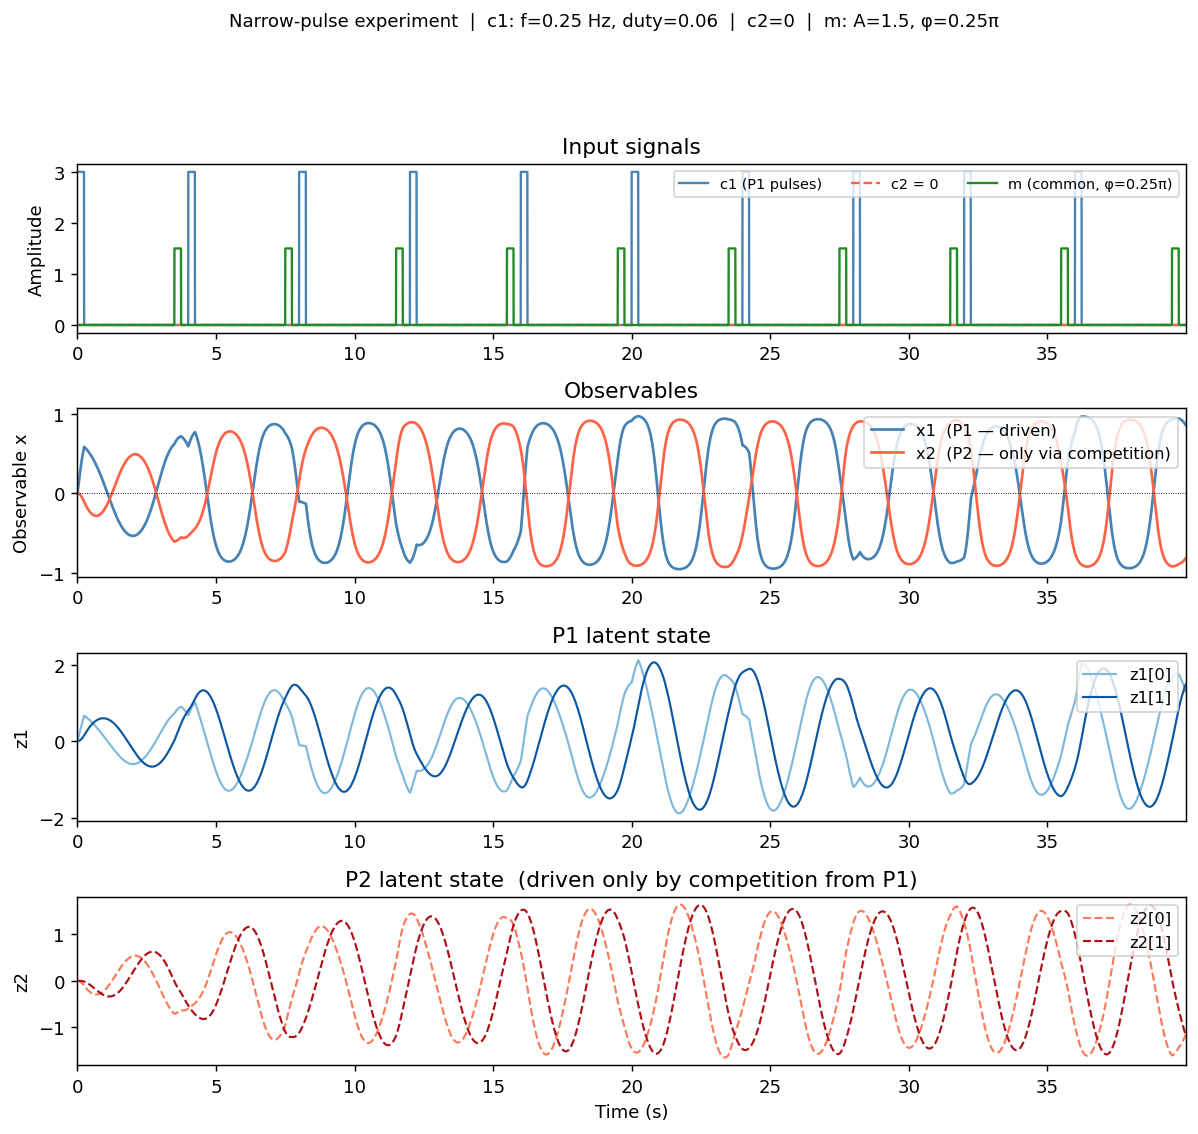 Narrow-pulse experiment | c1: f=0.25 Hz, duty=0.06 | c2=0 | m: A=1.5, φ=0.25π
Input signals
Amplitude
3
2
1
0
c1 (P1 pulses)
c2 = 0
m (common, φ=0.25π)
0 5 10 15 20 25 30 35
Observables
Observable x
1
0
−1
x1 (P1 — driven)
x2 (P2 — only via competition)
0 5 10 15 20 25 30 35
P1 latent state
z1
2
0
−2
z1[0]
z1[1]
0 5 10 15 20 25 30 35
P2 latent state (driven only by competition from P1)
z2
1
0
−1
z2[0]
z2[1]
0 5 10 15 20 25 30 35
Time (s)